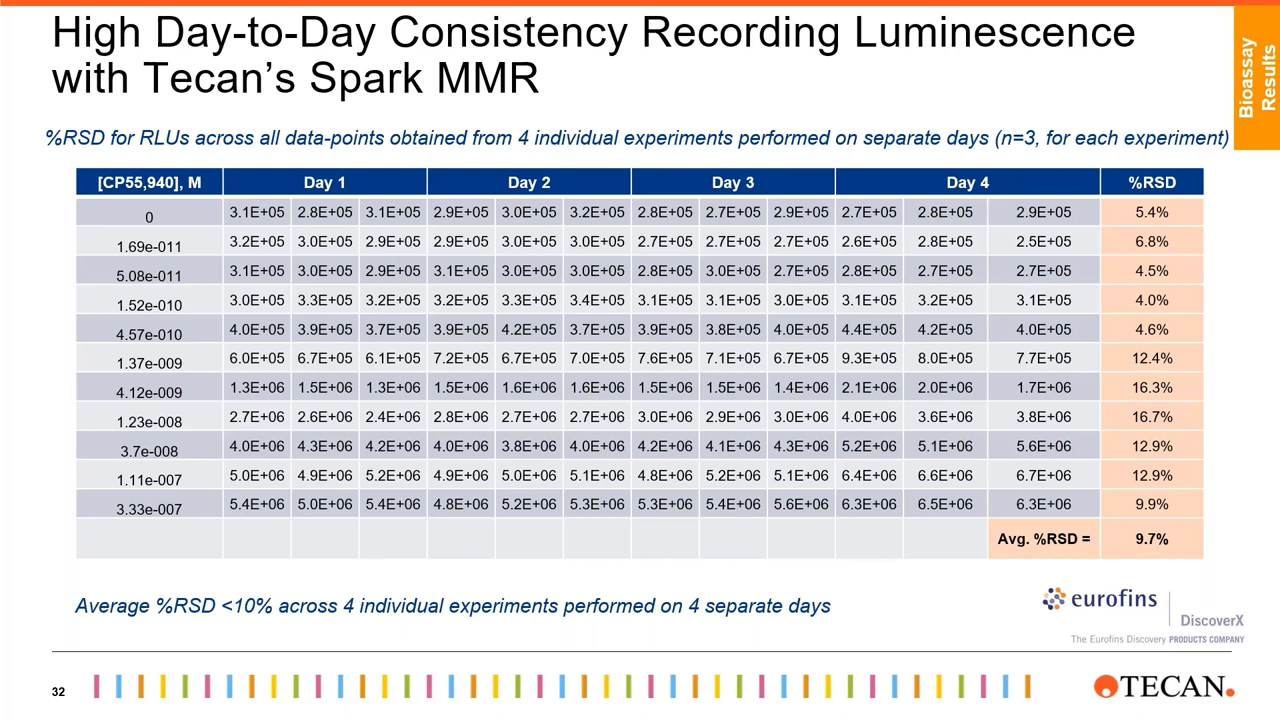 High Day-to-Day Consistency Recording Luminescence
with Tecan’s Spark MMR
Bioassay
Results
%RSD for RLUs across all data-points obtained from 4 individual experiments performed on separate days (n=3, for each experiment)
[CP55,940], M Day 1 Day 2 Day 3 Day 4 %RSD
0 3.1E+05 2.8E+05 3.1E+05 2.9E+05 3.0E+05 3.2E+05 2.8E+05 2.7E+05 2.9E+05 2.7E+05 2.8E+05 2.9E+05 5.4%
1.69e-011 3.2E+05 3.0E+05 2.9E+05 2.9E+05 3.0E+05 3.0E+05 2.7E+05 2.7E+05 2.7E+05 2.6E+05 2.8E+05 2.5E+05 6.8%
5.08e-011 3.1E+05 3.0E+05 2.9E+05 3.1E+05 3.0E+05 3.0E+05 2.8E+05 3.0E+05 2.7E+05 2.8E+05 2.7E+05 2.7E+05 4.5%
1.52e-010 3.0E+05 3.3E+05 3.2E+05 3.2E+05 3.3E+05 3.4E+05 3.1E+05 3.1E+05 3.0E+05 3.1E+05 3.2E+05 3.1E+05 4.0%
4.57e-010 4.0E+05 3.9E+05 3.7E+05 3.9E+05 4.2E+05 3.7E+05 3.9E+05 3.8E+05 4.0E+05 4.4E+05 4.2E+05 4.0E+05 4.6%
1.37e-009 6.0E+05 6.7E+05 6.1E+05 7.2E+05 6.7E+05 7.0E+05 7.6E+05 7.1E+05 6.7E+05 9.3E+05 8.0E+05 7.7E+05 12.4%
4.12e-009 1.3E+06 1.5E+06 1.3E+06 1.5E+06 1.6E+06 1.6E+06 1.5E+06 1.5E+06 1.4E+06 2.1E+06 2.0E+06 1.7E+06 16.3%
1.23e-008 2.7E+06 2.6E+06 2.4E+06 2.8E+06 2.7E+06 2.7E+06 3.0E+06 2.9E+06 3.0E+06 4.0E+06 3.6E+06 3.8E+06 16.7%
3.7e-008 4.0E+06 4.3E+06 4.2E+06 4.0E+06 3.8E+06 4.0E+06 4.2E+06 4.1E+06 4.3E+06 5.2E+06 5.1E+06 5.6E+06 12.9%
1.11e-007 5.0E+06 4.9E+06 5.2E+06 4.9E+06 5.0E+06 5.1E+06 4.8E+06 5.2E+06 5.1E+06 6.4E+06 6.6E+06 6.7E+06 12.9%
3.33e-007 5.4E+06 5.0E+06 5.4E+06 4.8E+06 5.2E+06 5.3E+06 5.3E+06 5.4E+06 5.6E+06 6.3E+06 6.5E+06 6.3E+06 9.9%
Avg. %RSD = 9.7%
Average %RSD <10% across 4 individual experiments performed on 4 separate days
eurofins
DiscoverX
The Eurofins Discovery PRODUCTS COMPANY
32
TECAN.